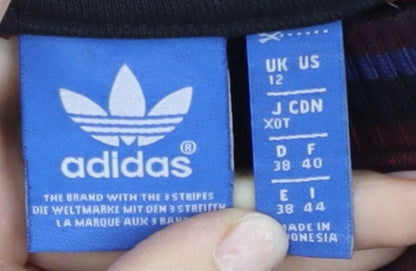 adidas®
THE BRAND WITH THE 3 STRIPES
DIE WELTMARKE MIT DEN 3 STREIFEN
LA MARQUE AUX 3
UK US
12
J CDN
XOT
D F
38 40
E I
38 44
MADE IN
INDONESIA